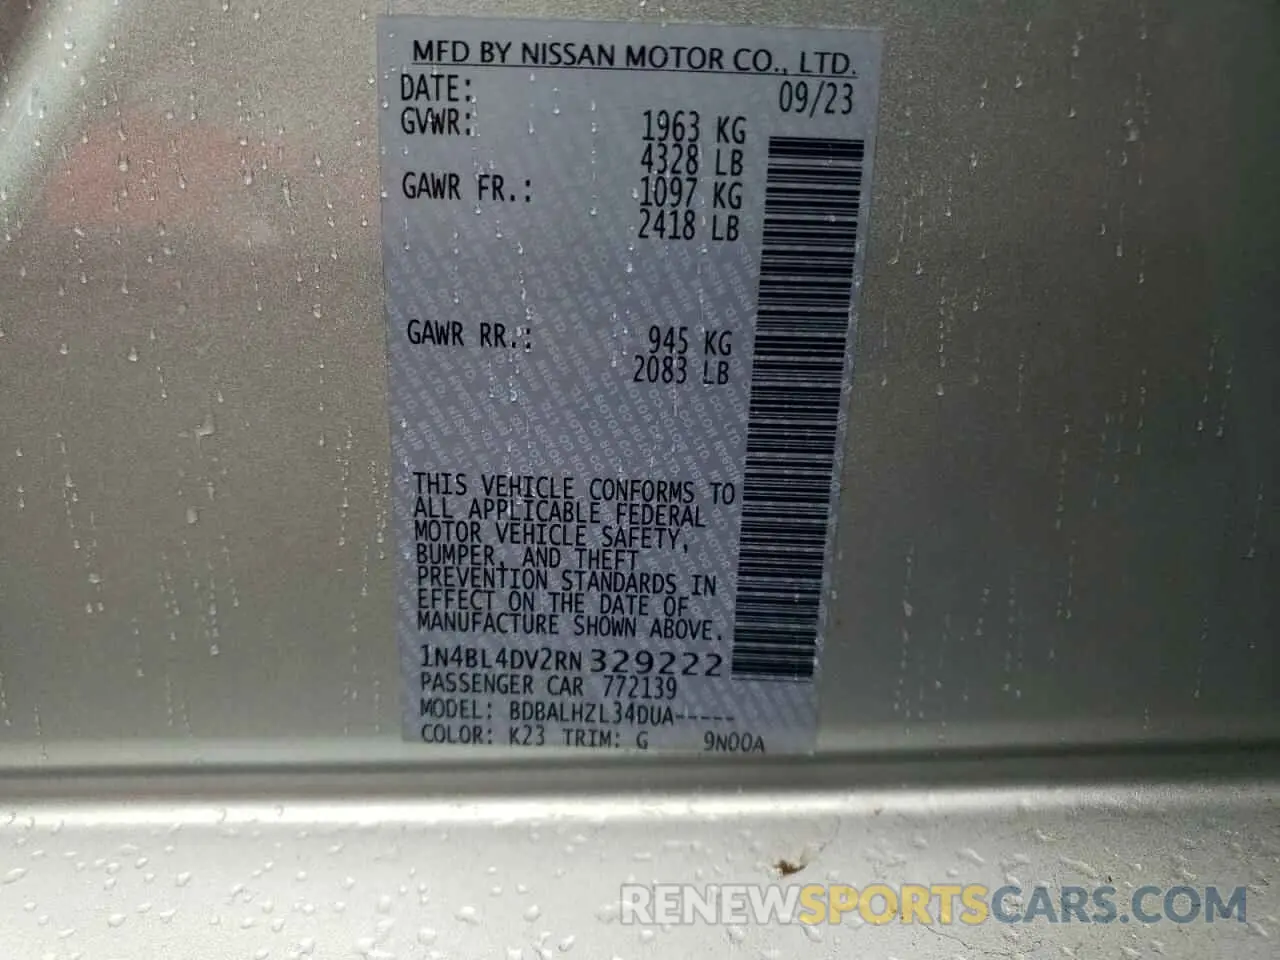 MFD BY NISSAN MOTOR CO., LTD.
DATE: 09/23
GVWR: 1963 KG
4328 LB
GAWR FR.: 1097 KG
2418 LB
GAWR RR.: 945 KG
2083 LB
THIS VEHICLE CONFORMS TO
ALL APPLICABLE FEDERAL
MOTOR VEHICLE SAFETY,
BUMPER, AND THEFT
PREVENTION STANDARDS IN
EFFECT ON THE DATE OF
MANUFACTURE SHOWN ABOVE.
1N4BL4DV2RN329222
PASSENGER CAR 772139
MODEL: BDBALHZL34DUA-----
COLOR: K23 TRIM: G 9N00A
RENEWSPORTSCARS.COM